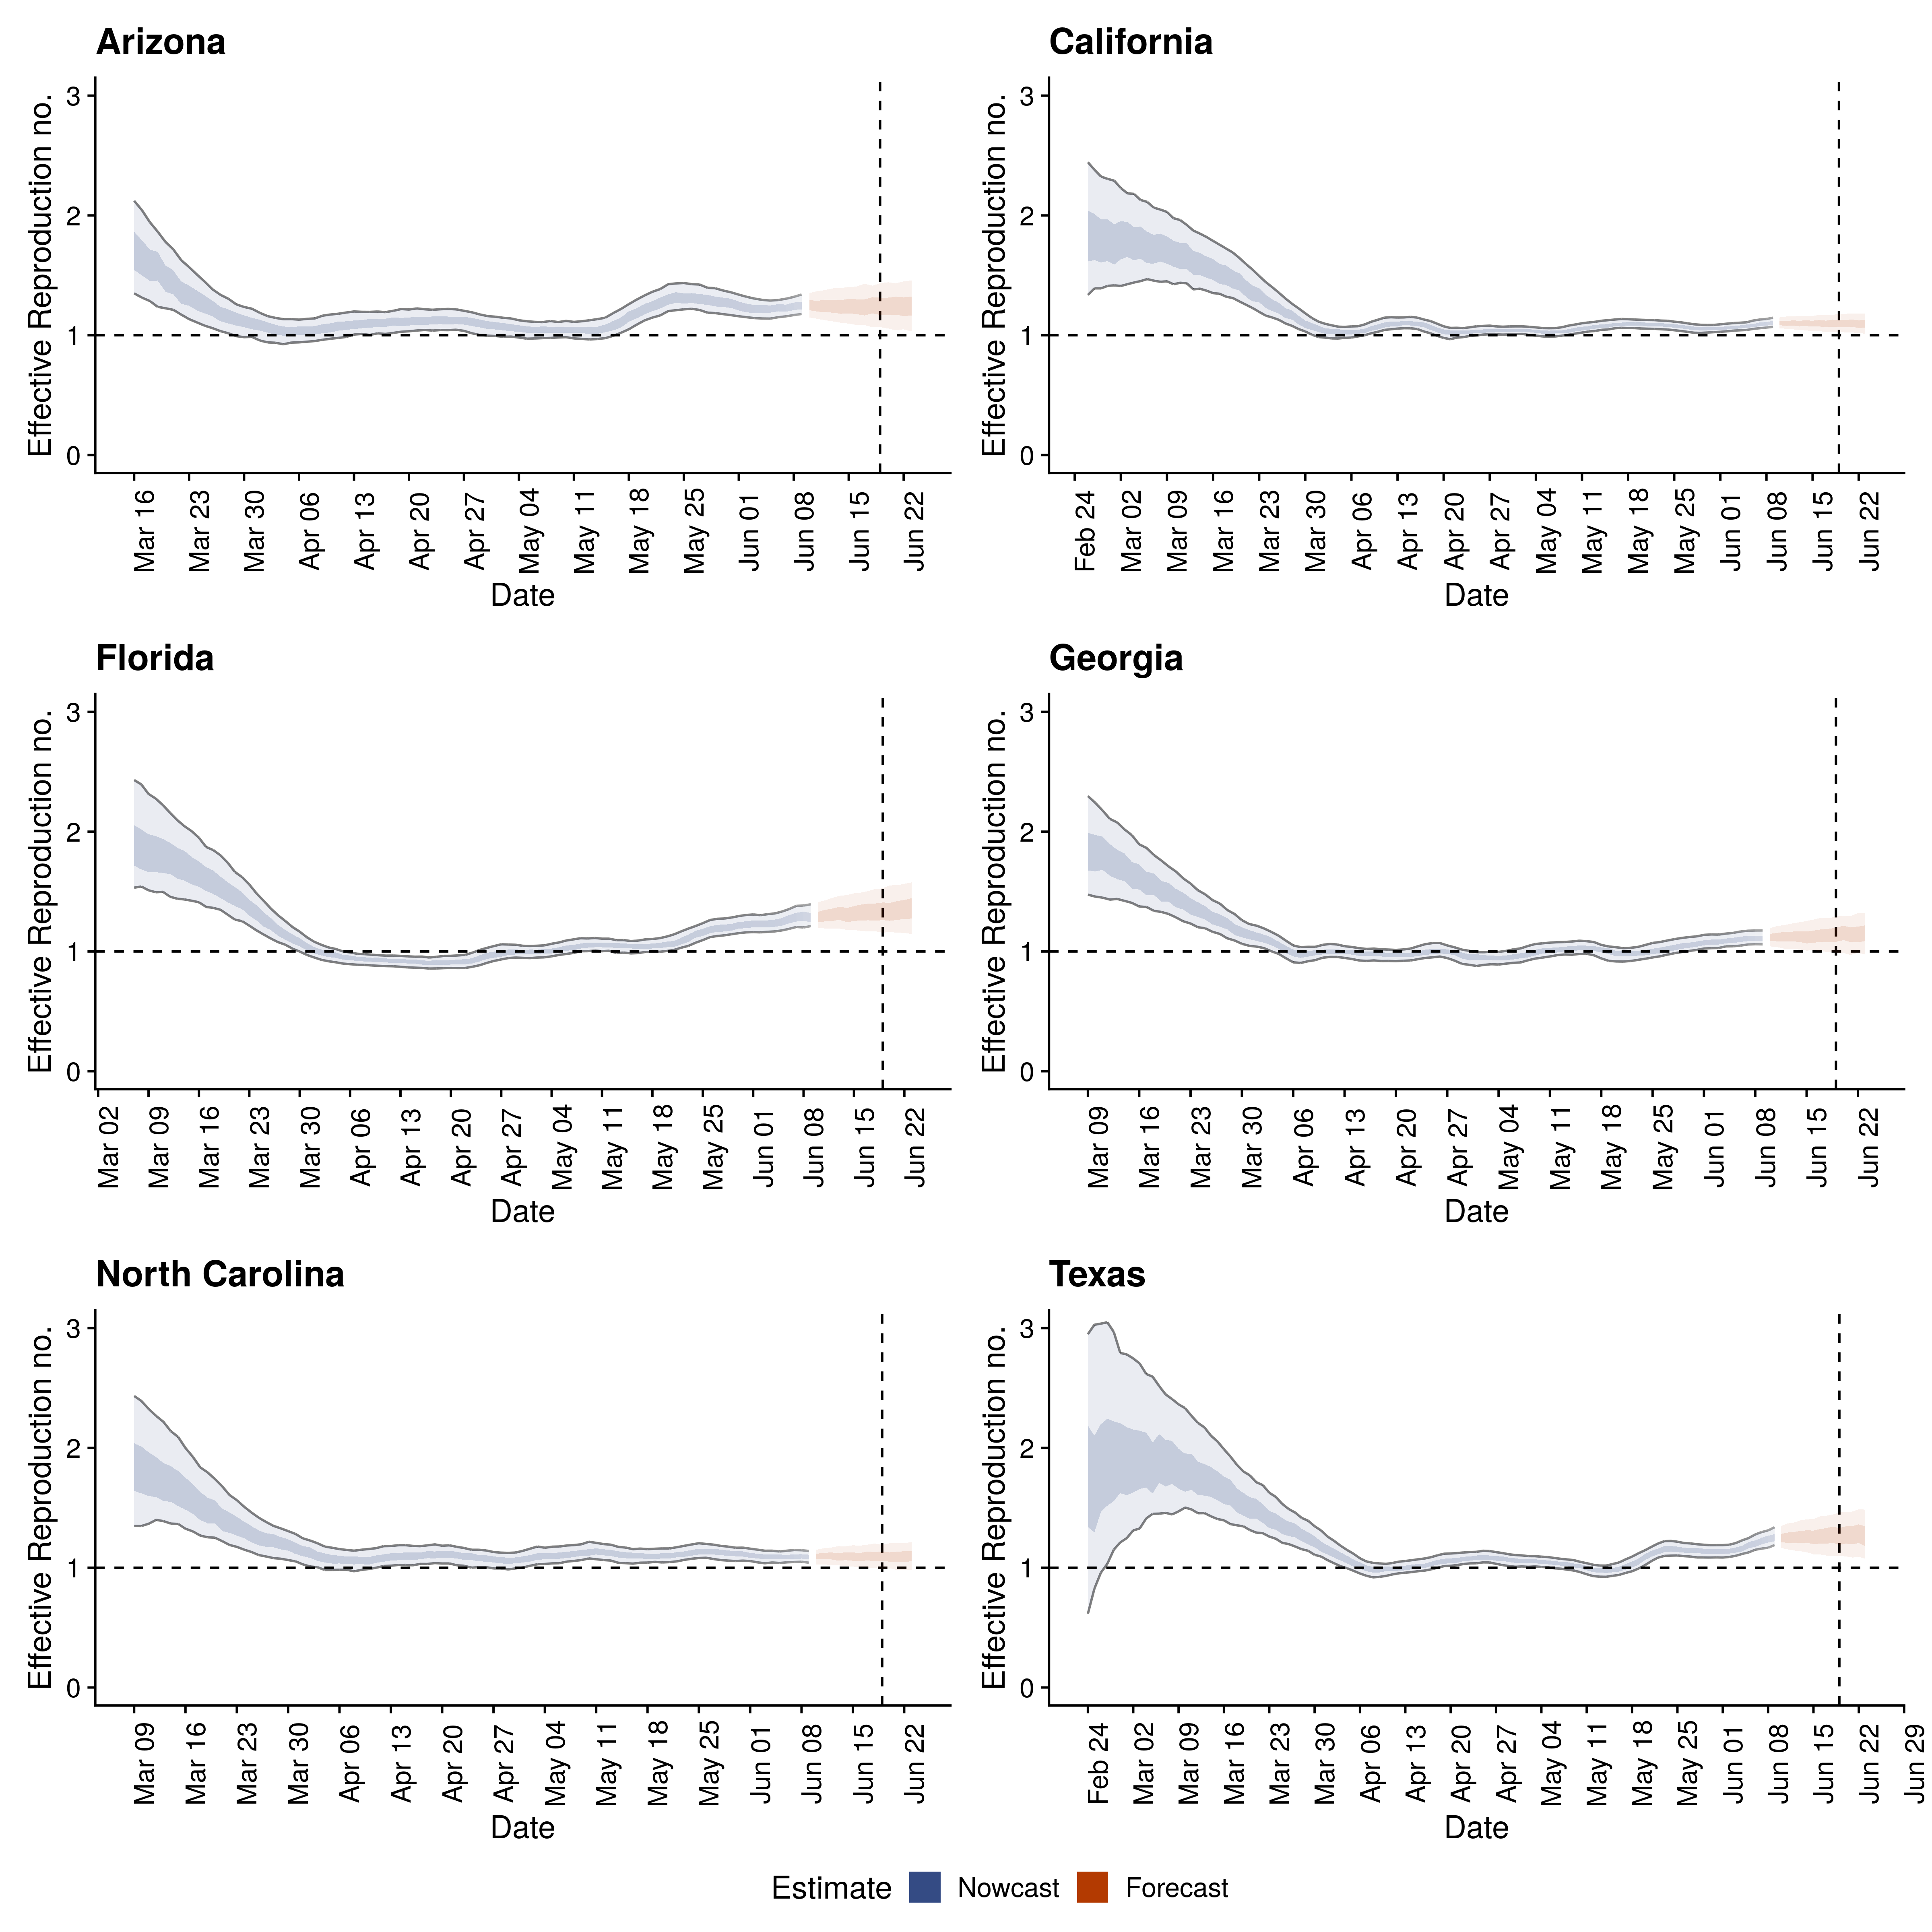 Arizona
Effective Reproduction no.
3
2
1
0
Mar 16
Mar 23
Mar 30
Apr 06
Apr 13
Apr 20
Apr 27
May 04
May 11
May 18
May 25
Jun 01
Jun 08
Jun 15
Jun 22
Date
California
Effective Reproduction no.
3
2
1
0
Feb 24
Mar 02
Mar 09
Mar 16
Mar 23
Mar 30
Apr 06
Apr 13
Apr 20
Apr 27
May 04
May 11
May 18
May 25
Jun 01
Jun 08
Jun 15
Jun 22
Date
Florida
Effective Reproduction no.
3
2
1
0
Mar 02
Mar 09
Mar 16
Mar 23
Mar 30
Apr 06
Apr 13
Apr 20
Apr 27
May 04
May 11
May 18
May 25
Jun 01
Jun 08
Jun 15
Jun 22
Date
Georgia
Effective Reproduction no.
3
2
1
0
Mar 09
Mar 16
Mar 23
Mar 30
Apr 06
Apr 13
Apr 20
Apr 27
May 04
May 11
May 18
May 25
Jun 01
Jun 08
Jun 15
Jun 22
Date
North Carolina
Effective Reproduction no.
3
2
1
0
Mar 09
Mar 16
Mar 23
Mar 30
Apr 06
Apr 13
Apr 20
Apr 27
May 04
May 11
May 18
May 25
Jun 01
Jun 08
Jun 15
Jun 22
Date
Texas
Effective Reproduction no.
3
2
1
0
Feb 24
Mar 02
Mar 09
Mar 16
Mar 23
Mar 30
Apr 06
Apr 13
Apr 20
Apr 27
May 04
May 11
May 18
May 25
Jun 01
Jun 08
Jun 15
Jun 22
Jun 29
Date
Estimate Nowcast Forecast